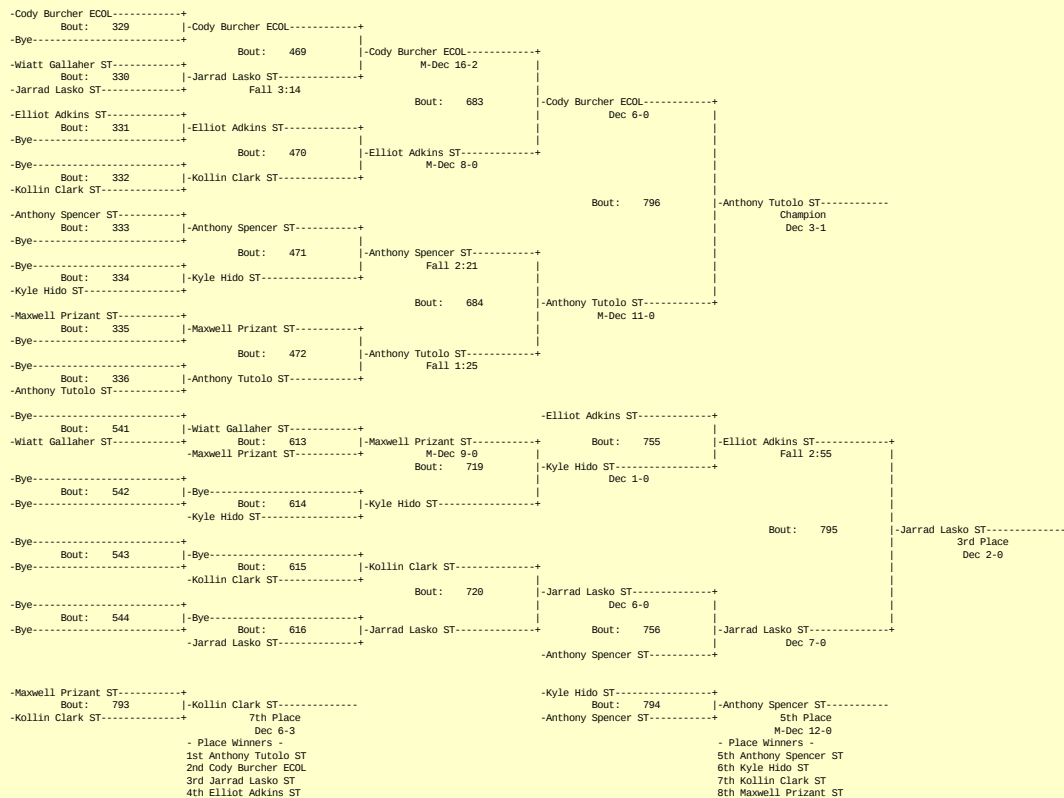 -Cody Burcher ECOL-----------+
Bout: 329 |-Cody Burcher ECOL-----------+
-Bye-------------------------+ |
Bout: 469 |-Cody Burcher ECOL-----------+
-Wiatt Gallaher ST-----------+ | M-Dec 16-2 |
Bout: 330 |-Jarrad Lasko ST-------------+ |
-Jarrad Lasko ST-------------+ Fall 3:14 |
Bout: 683 |-Cody Burcher ECOL-----------+
-Elliot Adkins ST------------+ | Dec 6-0 |
Bout: 331 |-Elliot Adkins ST------------+ | |
-Bye-------------------------+ | | |
Bout: 470 |-Elliot Adkins ST------------+ |
-Bye-------------------------+ | M-Dec 8-0 |
Bout: 332 |-Kollin Clark ST-------------+ |
-Kollin Clark ST-------------+ |
Bout: 796 |-Anthony Tutolo ST-----------
-Anthony Spencer ST----------+ | Champion
Bout: 333 |-Anthony Spencer ST----------+ | Dec 3-1
-Bye-------------------------+ | |
Bout: 471 |-Anthony Spencer ST----------+ |
-Bye-------------------------+ | Fall 2:21 | |
Bout: 334 |-Kyle Hido ST----------------+ | |
-Kyle Hido ST----------------+ | |
Bout: 684 |-Anthony Tutolo ST-----------+
-Maxwell Prizant ST----------+ | M-Dec 11-0
Bout: 335 |-Maxwell Prizant ST----------+ |
-Bye-------------------------+ | |
Bout: 472 |-Anthony Tutolo ST-----------+
-Bye-------------------------+ | Fall 1:25
Bout: 336 |-Anthony Tutolo ST-----------+
-Anthony Tutolo ST-----------+
-Bye-------------------------+ -Elliot Adkins ST------------+
Bout: 541 |-Wiatt Gallaher ST-----------+ |
-Wiatt Gallaher ST-----------+ Bout: 613 |-Maxwell Prizant ST----------+ Bout: 755 |-Elliot Adkins ST------------+
-Maxwell Prizant ST----------+ M-Dec 9-0 | | Fall 2:55 |
Bout: 719 |-Kyle Hido ST----------------+ |
-Bye-------------------------+ | Dec 1-0 |
Bout: 542 |-Bye-------------------------+ | |
-Bye-------------------------+ Bout: 614 |-Kyle Hido ST----------------+ |
-Kyle Hido ST----------------+ |
Bout: 795 |-Jarrad Lasko ST-------------
-Bye-------------------------+ | 3rd Place
Bout: 543 |-Bye-------------------------+ | Dec 2-0
-Bye-------------------------+ Bout: 615 |-Kollin Clark ST-------------+ |
-Kollin Clark ST-------------+ | |
Bout: 720 |-Jarrad Lasko ST-------------+ |
-Bye-------------------------+ | Dec 6-0 | |
Bout: 544 |-Bye-------------------------+ | | |
-Bye-------------------------+ Bout: 616 |-Jarrad Lasko ST-------------+ Bout: 756 |-Jarrad Lasko ST-------------+
-Jarrad Lasko ST-------------+ | Dec 7-0
-Anthony Spencer ST----------+
-Maxwell Prizant ST----------+ -Kyle Hido ST----------------+
Bout: 793 |-Kollin Clark ST------------- Bout: 794 |-Anthony Spencer ST----------
-Kollin Clark ST-------------+ 7th Place -Anthony Spencer ST----------+ 5th Place
Dec 6-3 M-Dec 12-0
- Place Winners - - Place Winners -
1st Anthony Tutolo ST 5th Anthony Spencer ST
2nd Cody Burcher ECOL 6th Kyle Hido ST
3rd Jarrad Lasko ST 7th Kollin Clark ST
4th Elliot Adkins ST 8th Maxwell Prizant ST